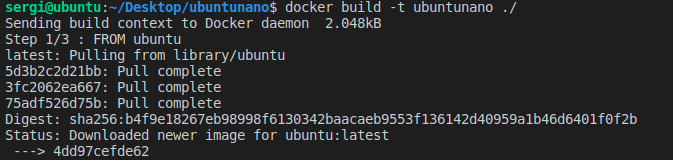 sergi@ubuntu:~/Desktop/ubuntunano$ docker build -t ubuntunano ./
Sending build context to Docker daemon  2.048kB
Step 1/3 : FROM ubuntu
latest: Pulling from library/ubuntu
5d3b2c2d21bb: Pull complete
3fc2062ea667: Pull complete
75adf526d75b: Pull complete
Digest: sha256:b4f9e18267eb98998f6130342baacaeb9553f136142d40959a1b46d6401f0f2b
Status: Downloaded newer image for ubuntu:latest
 ---> 4dd97cefde62